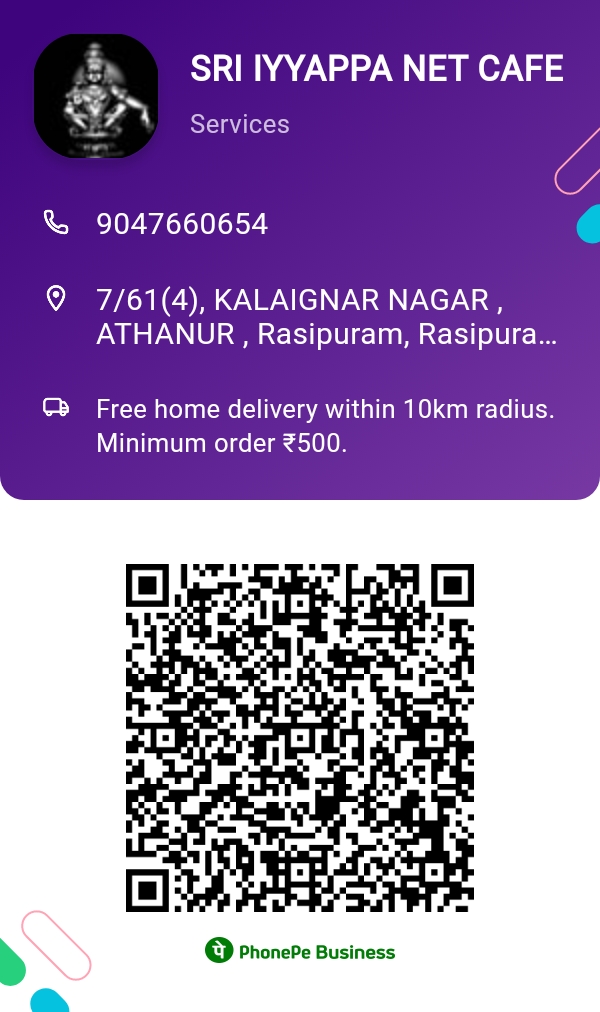 SRI IYYAPPA NET CAFE
Services
9047660654
7/61(4), KALAIGNAR NAGAR ,
ATHANUR , Rasipuram, Rasipura...
Free home delivery within 10km radius.
Minimum order ₹500.
पे PhonePe Business